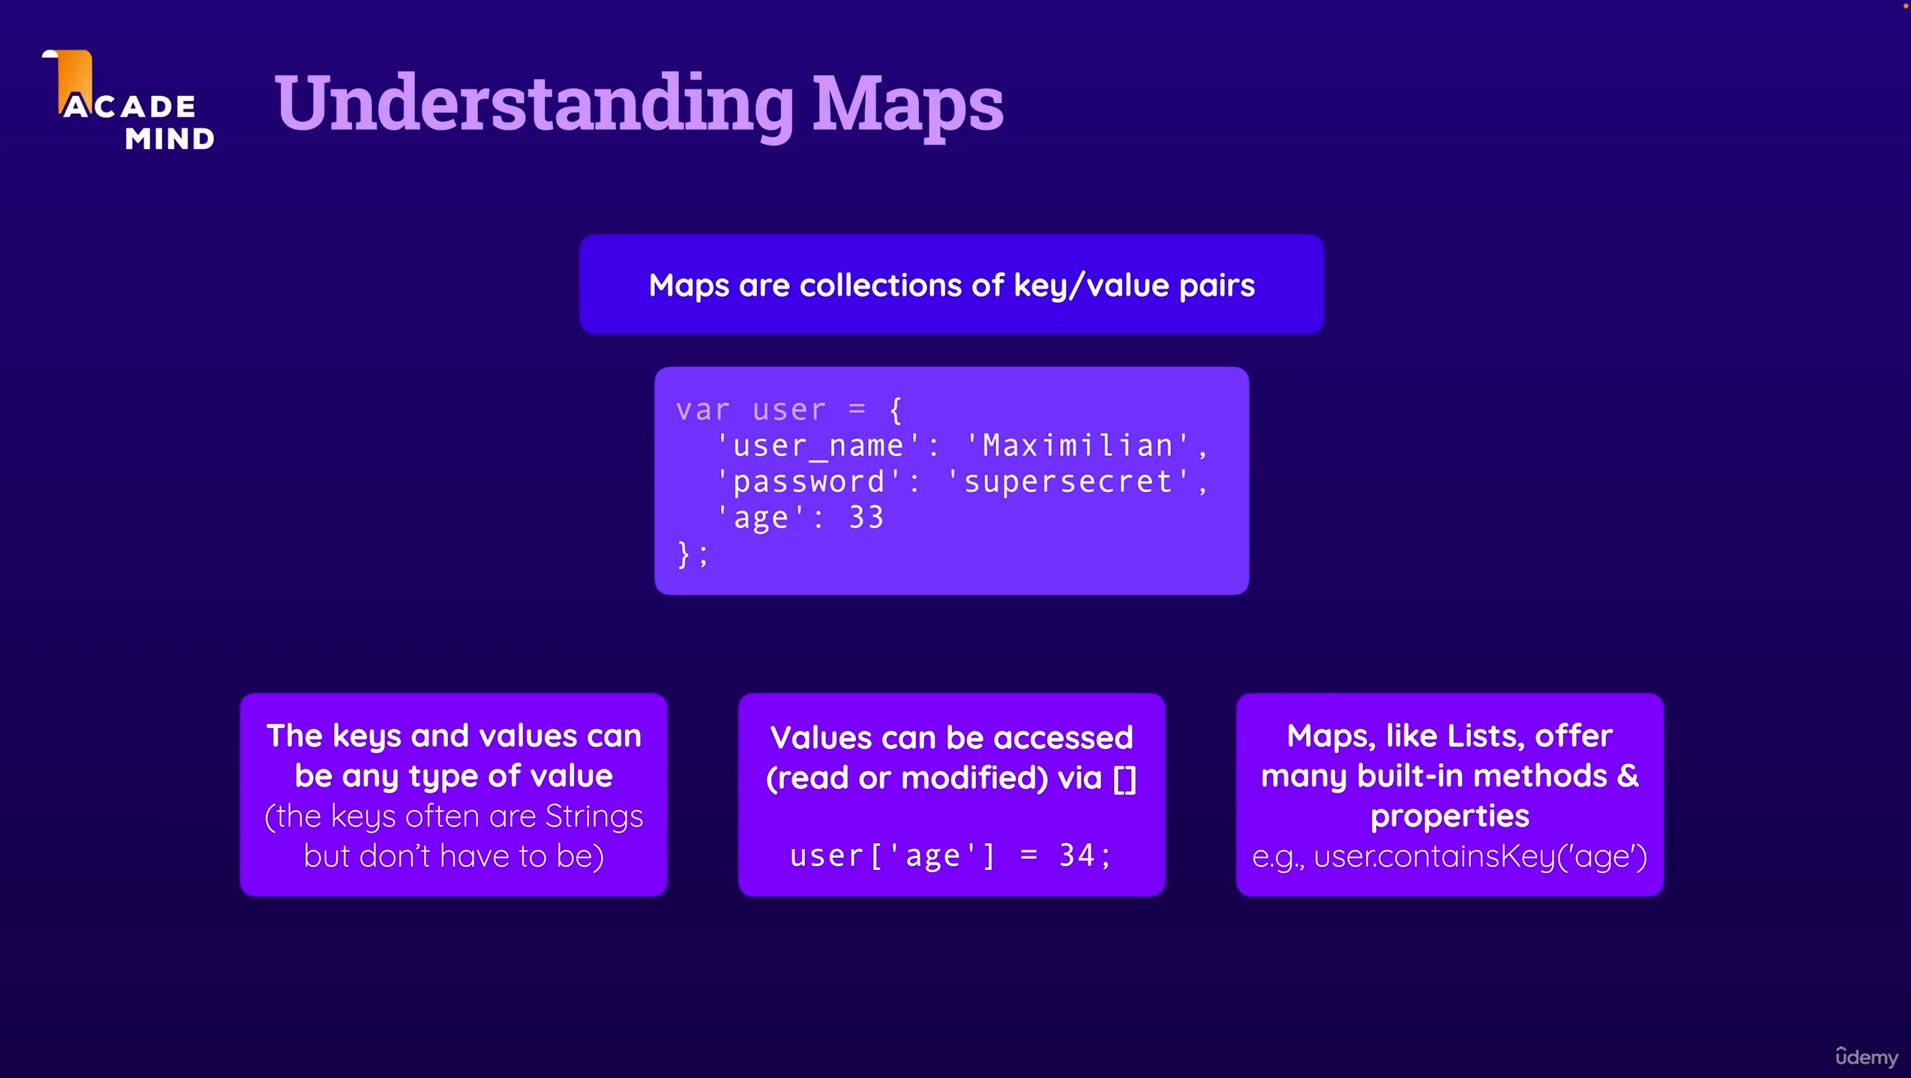 ACADE
MIND
Understanding Maps
Maps are collections of key/value pairs
var user = {
'user_name': 'Maximilian',
'password': 'supersecret',
'age': 33
};
The keys and values can
be any type of value
(the keys often are Strings
but don't have to be)
Values can be accessed
(read or modified) via []
user['age'] = 34;
Maps, like Lists, offer
many built-in methods &
properties
e.g., user.containsKey('age')
ûdemy